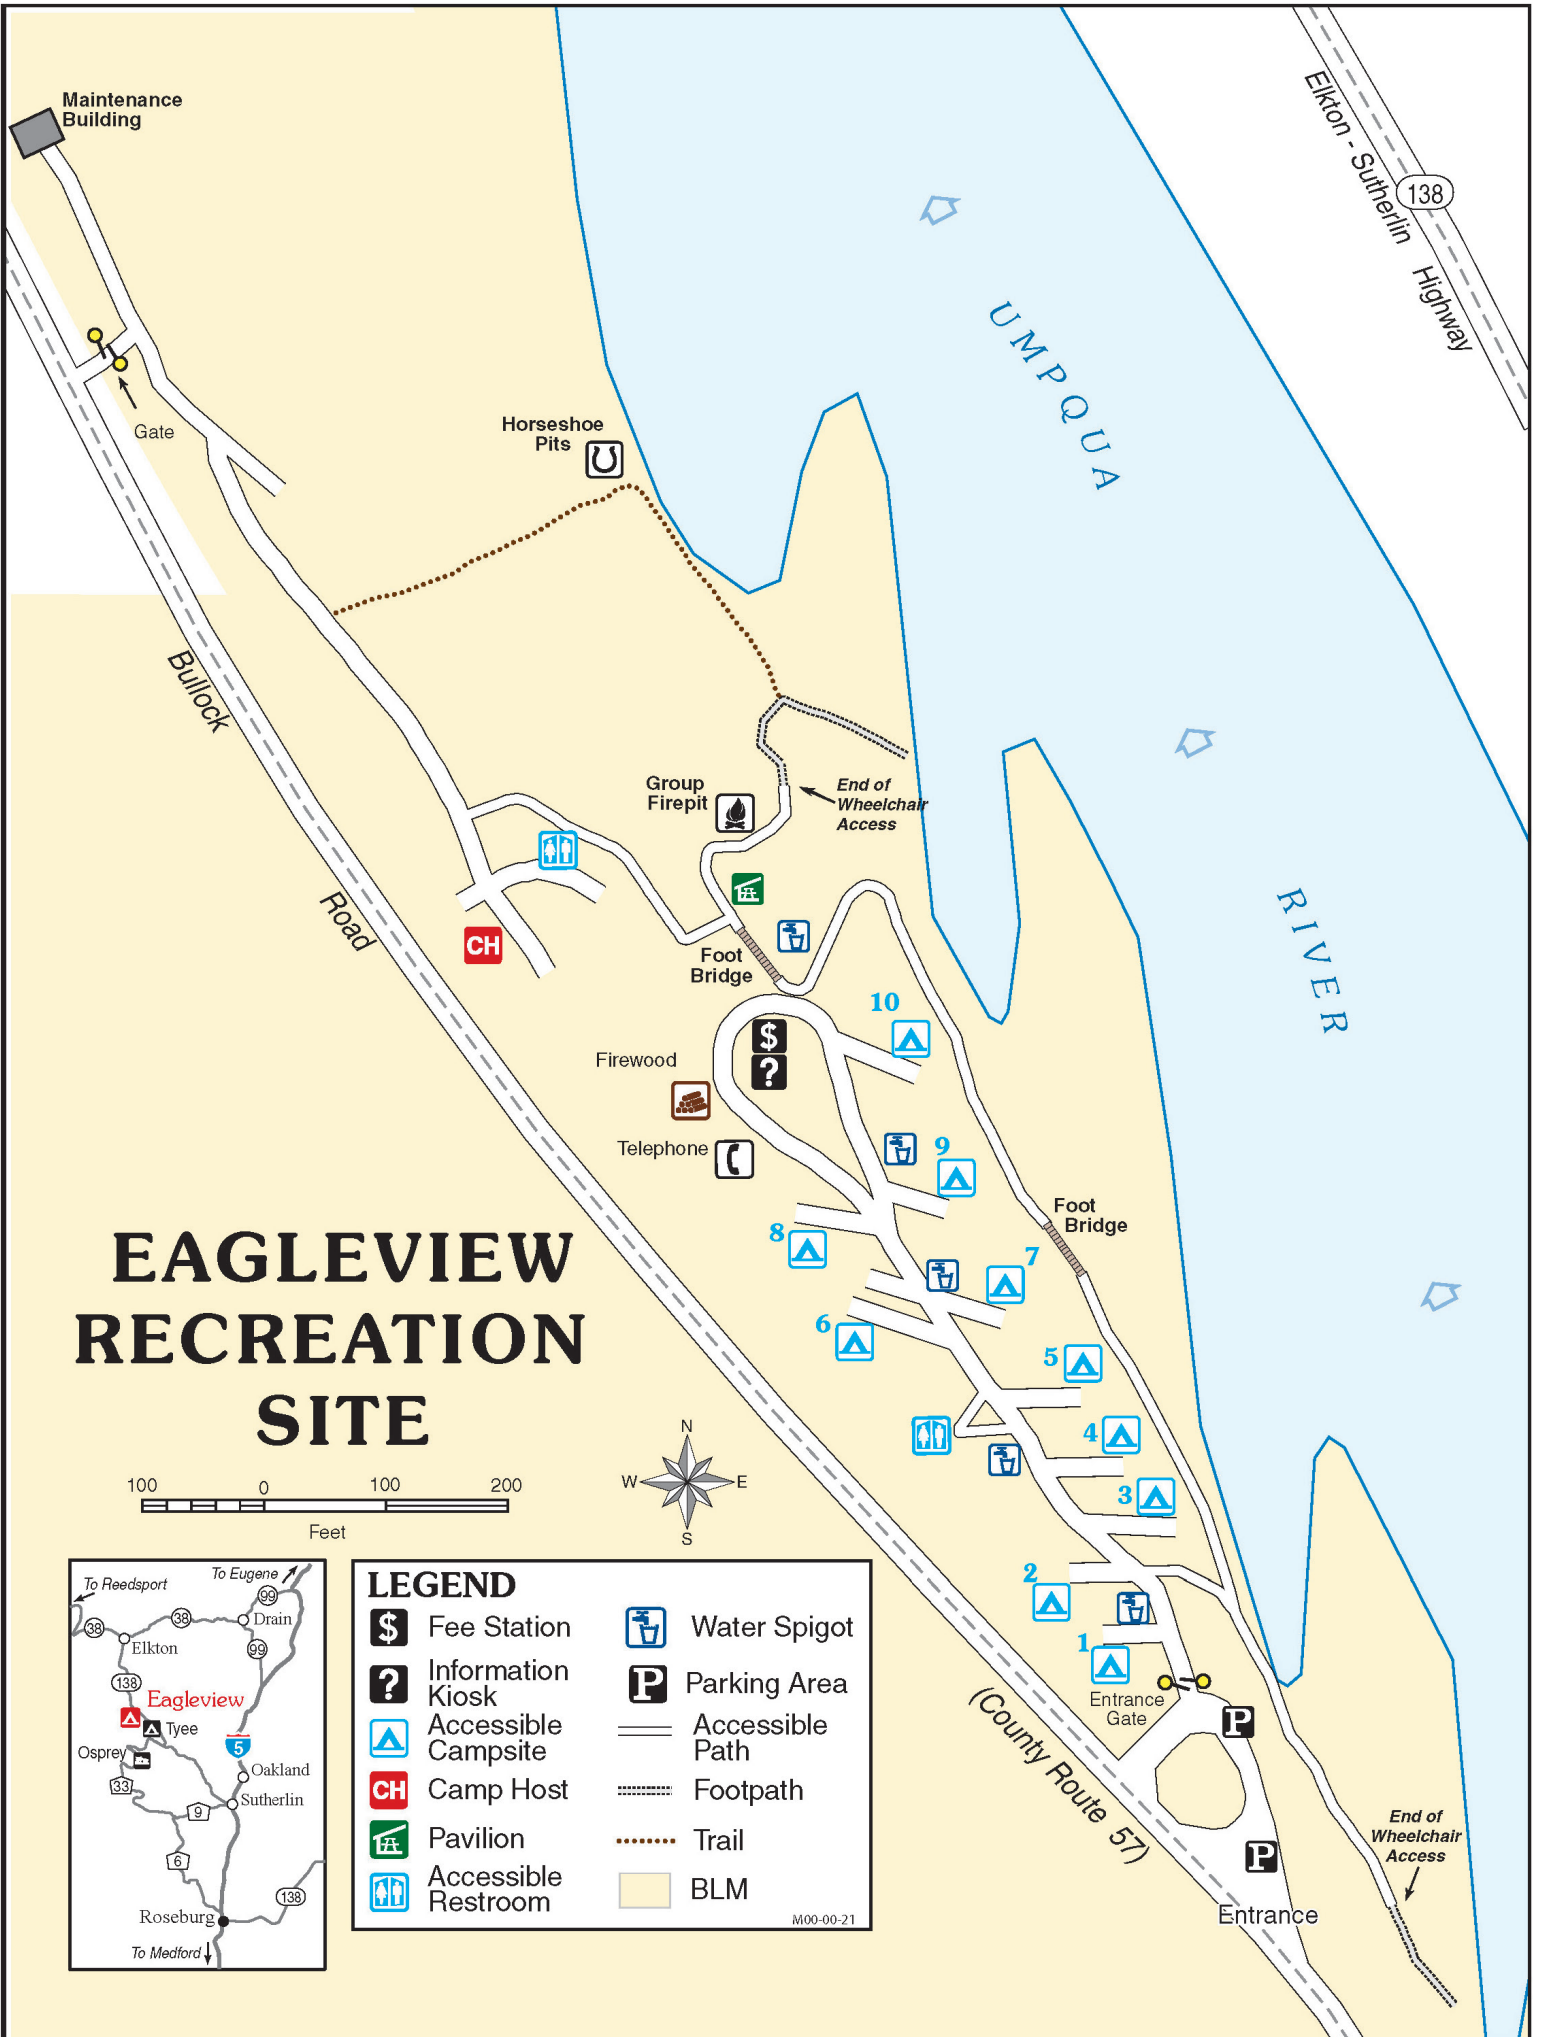 Maintenance
Building
Elkton - Sutherlin Highway
138
UMPQUA
RIVER
Gate
Horseshoe
Pits
Bullock
Road
Group
Firepit
End of
Wheelchair
Access
CH
Foot
Bridge
10
$
?
Firewood
Telephone
9
8
Foot
Bridge
7
6
5
4
3
2
1
EAGLEVIEW
RECREATION
SITE
100 0 100 200
Feet
N
W E
S
Entrance
Gate
P
(County Route 57)
End of
Wheelchair
Access
P
Entrance
To Reedsport
To Eugene
99
38
38
Drain
Elkton
99
138
Eagleview
Tyee
5
Osprey
Oakland
33
Sutherlin
9
6
138
Roseburg
To Medford
LEGEND
$ Fee Station
Water Spigot
? Information
Kiosk
P Parking Area
Accessible
Campsite
Accessible
Path
CH Camp Host
Footpath
Pavilion
Trail
Accessible
Restroom
BLM
M00-00-21